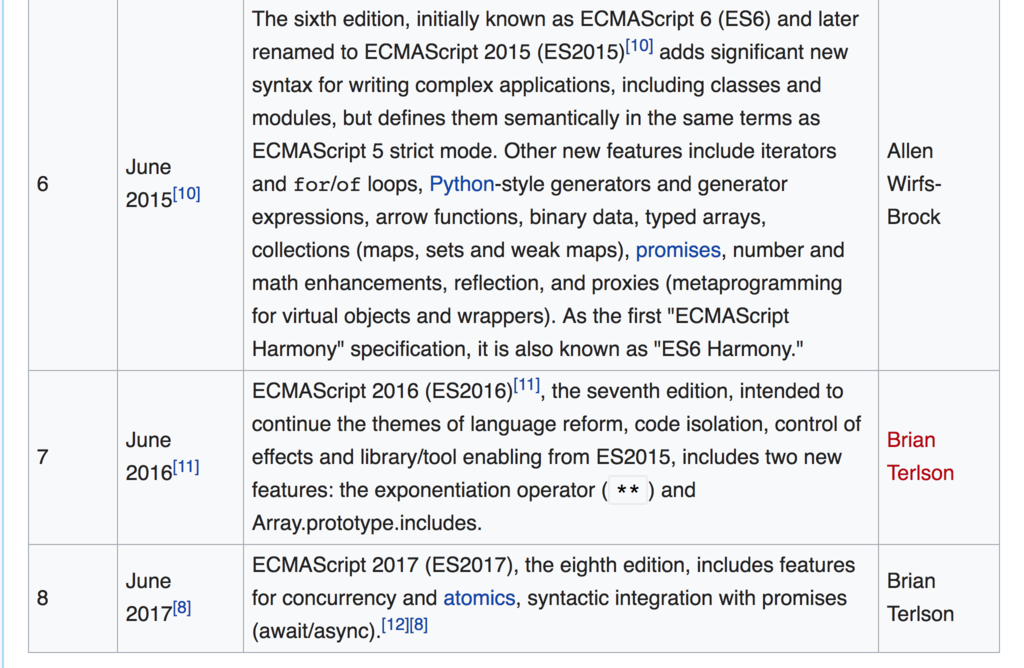 6
June
2015[10]
The sixth edition, initially known as ECMAScript 6 (ES6) and later
renamed to ECMAScript 2015 (ES2015)[10] adds significant new
syntax for writing complex applications, including classes and
modules, but defines them semantically in the same terms as
ECMAScript 5 strict mode. Other new features include iterators
and for/of loops, Python-style generators and generator
expressions, arrow functions, binary data, typed arrays,
collections (maps, sets and weak maps), promises, number and
math enhancements, reflection, and proxies (metaprogramming
for virtual objects and wrappers). As the first "ECMAScript
Harmony" specification, it is also known as "ES6 Harmony."
Allen
Wirfs-
Brock
7
June
2016[11]
ECMAScript 2016 (ES2016)[11], the seventh edition, intended to
continue the themes of language reform, code isolation, control of
effects and library/tool enabling from ES2015, includes two new
features: the exponentiation operator ( ** ) and
Array.prototype.includes.
Brian
Terlson
8
June
2017[8]
ECMAScript 2017 (ES2017), the eighth edition, includes features
for concurrency and atomics, syntactic integration with promises
(await/async).[12][8]
Brian
Terlson